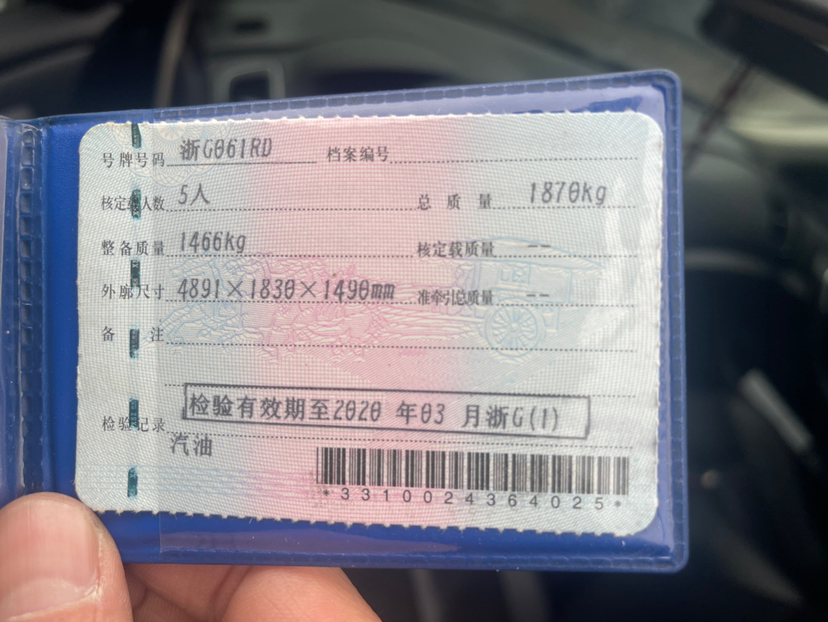 号牌号码 浙G061RD 档案编号
核定载人数 5人 总质量 1870kg
整备质量 1466kg 核定载质量 --
外廓尺寸 4891×1830×1490mm 准牵引总质量 --
备注
检验记录 检验有效期至2020年03月浙G(1)
汽油
*3310024364025*